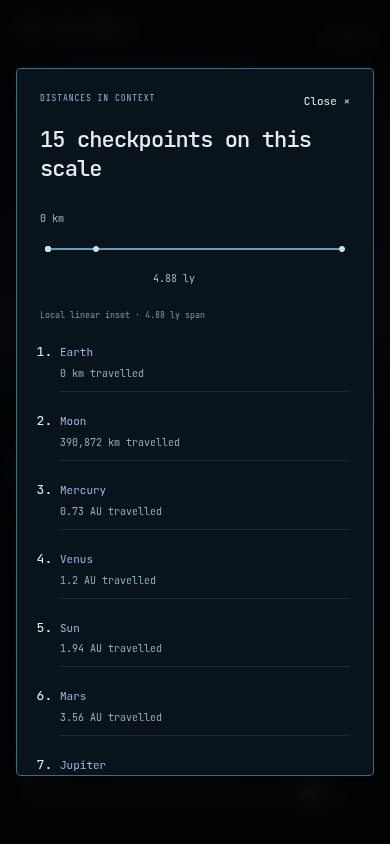 DISTANCES IN CONTEXT
Close ×
15 checkpoints on this
scale
0 km
4.88 ly
Local linear inset · 4.88 ly span
1. Earth
0 km travelled
2. Moon
390,872 km travelled
3. Mercury
0.73 AU travelled
4. Venus
1.2 AU travelled
5. Sun
1.94 AU travelled
6. Mars
3.56 AU travelled
7. Jupiter